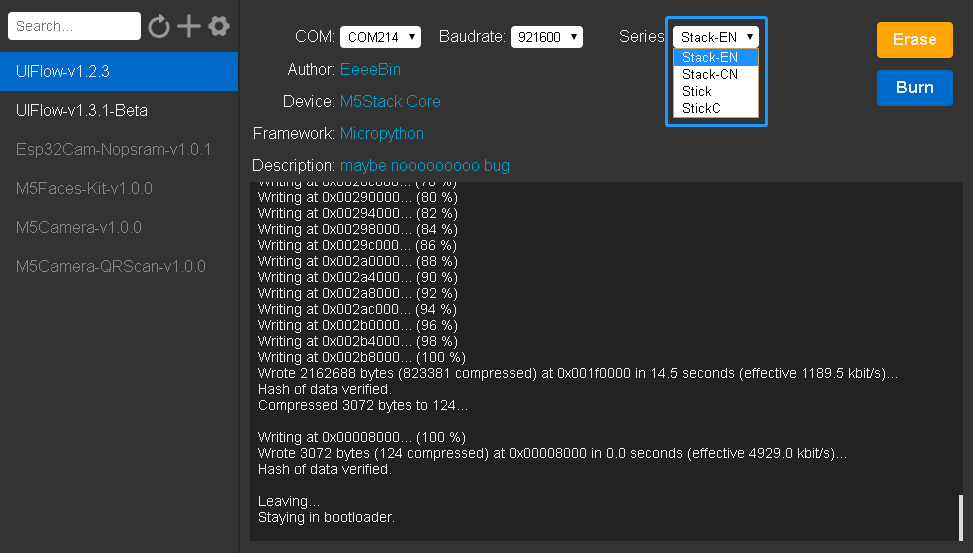 Search...
UIFlow-v1.2.3
UIFlow-v1.3.1-Beta
Esp32Cam-Nopsram-v1.0.1
M5Faces-Kit-v1.0.0
M5Camera-v1.0.0
M5Camera-QRScan-v1.0.0
COM: COM214 Baudrate: 921600 Series Stack-EN
Stack-EN
Stack-CN
Stick
StickC
Erase
Burn
Author: EeeeBin
Device: M5Stack Core
Framework: Micropython
Description: maybe nooooooooo bug
Writing at 0x0028c000... (78 %)
Writing at 0x00290000... (80 %)
Writing at 0x00294000... (82 %)
Writing at 0x00298000... (84 %)
Writing at 0x0029c000... (86 %)
Writing at 0x002a0000... (88 %)
Writing at 0x002a4000... (90 %)
Writing at 0x002a8000... (92 %)
Writing at 0x002ac000... (94 %)
Writing at 0x002b0000... (96 %)
Writing at 0x002b4000... (98 %)
Writing at 0x002b8000... (100 %)
Wrote 2162688 bytes (823381 compressed) at 0x001f0000 in 14.5 seconds (effective 1189.5 kbit/s)...
Hash of data verified.
Compressed 3072 bytes to 124...
Writing at 0x00008000... (100 %)
Wrote 3072 bytes (124 compressed) at 0x00008000 in 0.0 seconds (effective 4929.0 kbit/s)...
Hash of data verified.
Leaving...
Staying in bootloader.